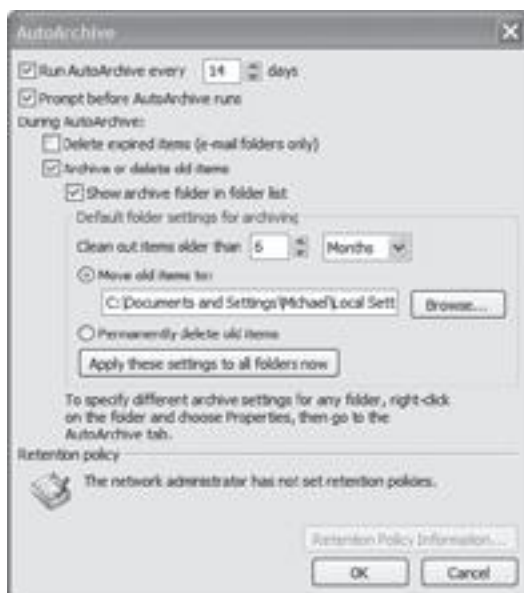 AutoArchive
Run AutoArchive every 14 days
Prompt before AutoArchive runs
During AutoArchive:
Delete expired items (e-mail folders only)
Archive or delete old items
Show archive folder in folder list
Default folder settings for archiving
Clean out items older than 6 Months
Move old items to:
C:\Documents and Settings\Michael\Local Sett Browse...
Permanently delete old items
Apply these settings to all folders now
To specify different archive settings for any folder, right-click
on the folder and choose Properties, then go to the
AutoArchive tab.
Retention policy
The network administrator has not set retention policies.
Retention Policy Information...
OK Cancel